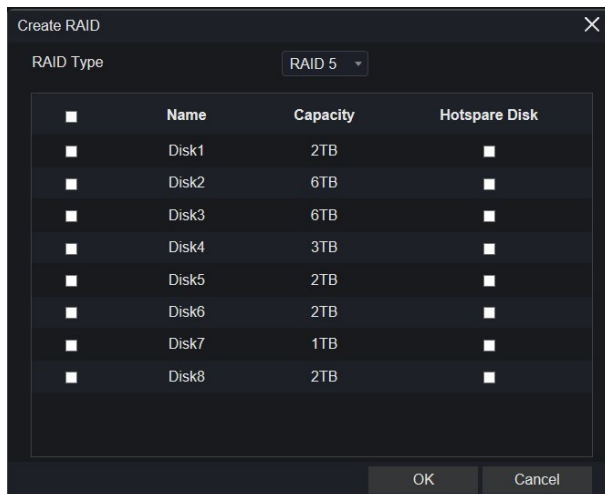 Create RAID
RAID Type RAID 5
Name Capacity Hotspare Disk
Disk1 2TB
Disk2 6TB
Disk3 6TB
Disk4 3TB
Disk5 2TB
Disk6 2TB
Disk7 1TB
Disk8 2TB
OK Cancel